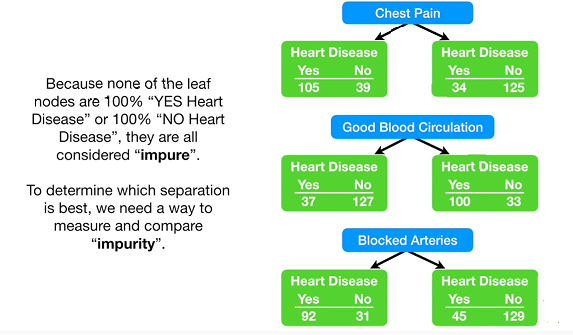 Because none of the leaf
nodes are 100% “YES Heart
Disease” or 100% “NO Heart
Disease”, they are all
considered “impure”.
To determine which separation
is best, we need a way to
measure and compare
“impurity”.
Chest Pain
Heart Disease
Yes No
105 39
Heart Disease
Yes No
34 125
Good Blood Circulation
Heart Disease
Yes No
37 127
Heart Disease
Yes No
100 33
Blocked Arteries
Heart Disease
Yes No
92 31
Heart Disease
Yes No
45 129